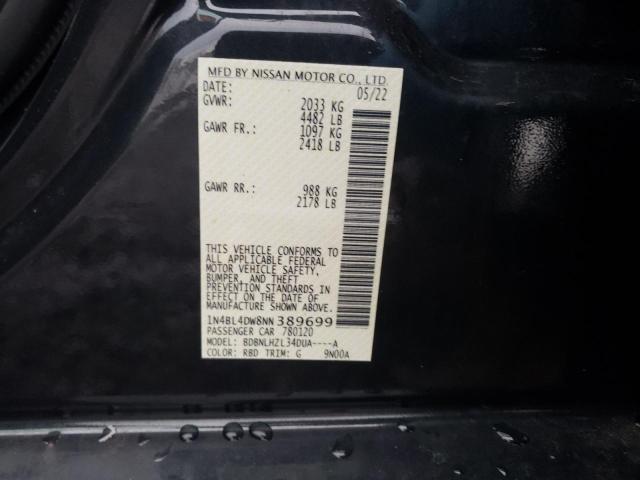 MFD BY NISSAN MOTOR CO., LTD.
DATE: 05/22
GVWR: 2033 KG
4482 LB
GAWR FR.: 1097 KG
2418 LB
GAWR RR.: 988 KG
2178 LB
THIS VEHICLE CONFORMS TO
ALL APPLICABLE FEDERAL
MOTOR VEHICLE SAFETY,
BUMPER, AND THEFT
PREVENTION STANDARDS IN
EFFECT ON THE DATE OF
MANUFACTURE SHOWN ABOVE.
1N4BL4DW8NN 389699
PASSENGER CAR 780120
MODEL: BDBNLHZL34DUA----A
COLOR: RBD TRIM: G 9N00A